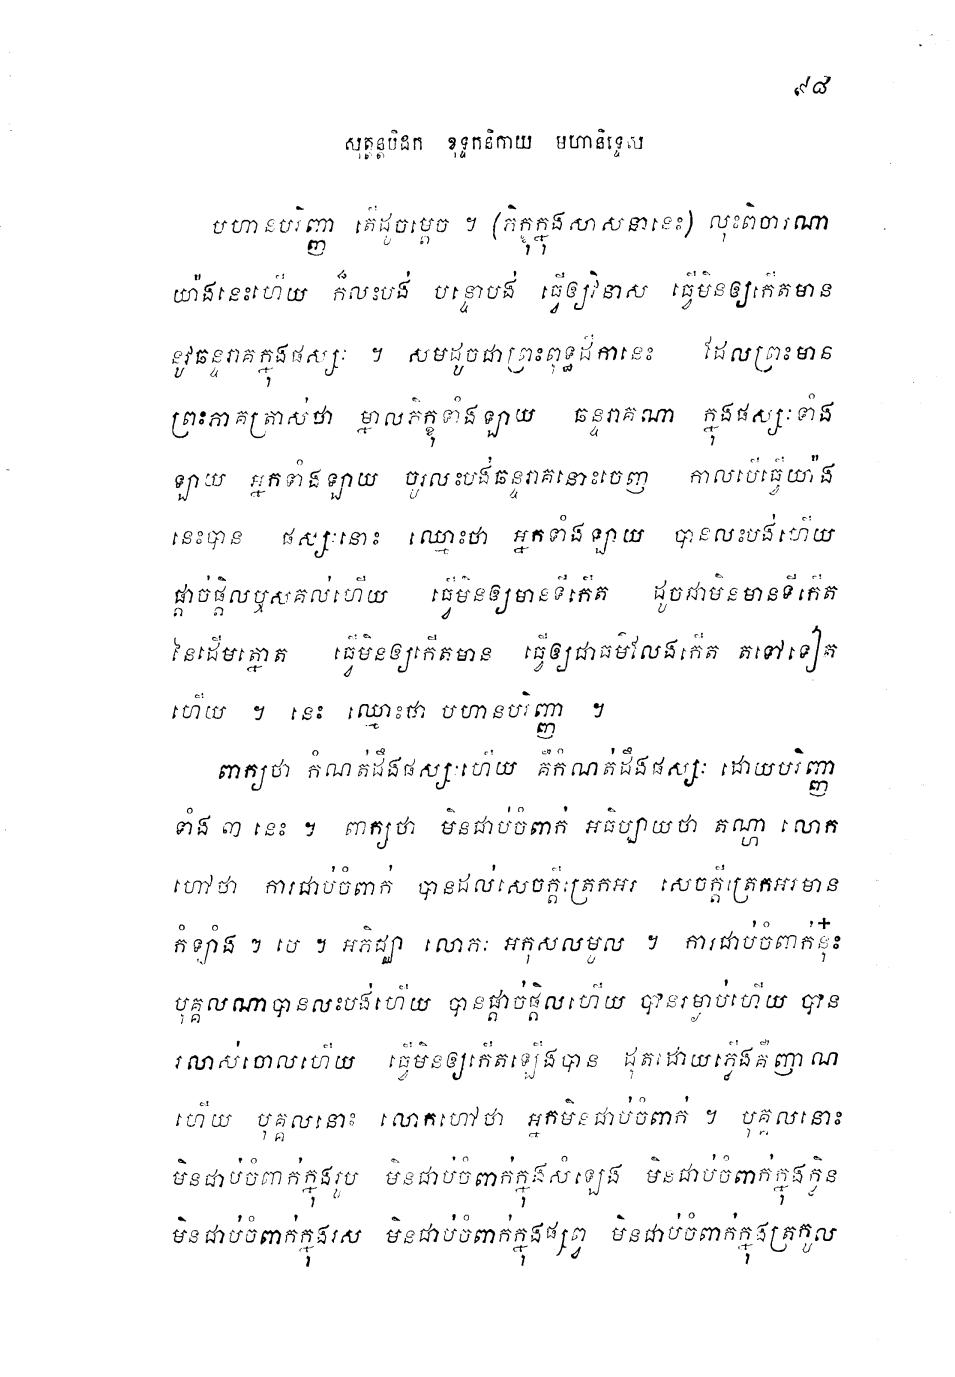 ៩៨
សុត្តន្តបិដក ខុទ្ទកនិកាយ មហានិទ្ទេស
បហានបរិញ្ញា តើដូចម្តេច ។ (ភិក្ខុក្នុងសាសនានេះ) លុះពិចារណា
យ៉ាងនេះហើយ ក៏លះបង់ បន្ទោបង់ ធ្វើឲ្យវិនាស ធ្វើមិនឲ្យកើតមាន
នូវឆន្ទរាគក្នុងផស្សៈ ។ សមដូចជាព្រះពុទ្ធដីកានេះ ដែលព្រះមាន
ព្រះភាគត្រាស់ថា ម្នាលភិក្ខុទាំងឡាយ ឆន្ទរាគណា ក្នុងផស្សៈទាំង
ឡាយ អ្នកទាំងឡាយ ចូរលះបង់ឆន្ទរាគនោះចេញ កាលបើធ្វើយ៉ាង
នេះបាន ផស្សៈនោះ ឈ្មោះថា អ្នកទាំងឡាយ បានលះបង់ហើយ
ផ្តាច់ផ្តិលឫសគល់ហើយ ធ្វើមិនឲ្យមានទីកើត ដូចជាមិនមានទីកើត
នៃដើមត្នោត ធ្វើមិនឲ្យកើតមាន ធ្វើឲ្យជាធម៌លែងកើត តទៅទៀត
ហើយ ។ នេះ ឈ្មោះថា បហានបរិញ្ញា ។
ពាក្យថា កំណត់ដឹងផស្សៈហើយ គឺកំណត់ដឹងផស្សៈ ដោយបរិញ្ញា
ទាំង ៣ នេះ ។ ពាក្យថា មិនជាប់ចំពាក់ អធិប្បាយថា តណ្ហា លោក
ហៅថា ការជាប់ចំពាក់ បានដល់សេចក្តីត្រេកអរ សេចក្តីត្រេកអរមាន
កំឡាំង ។ បេ ។ អភិជ្ឈា លោភៈ អកុសលមូល ។ ការជាប់ចំពាក់នុ៎ះ
បុគ្គលណាបានលះបង់ហើយ បានផ្តាច់ផ្តិលហើយ បានរម្ងាប់ហើយ បាន
រលាស់ចោលហើយ ធ្វើមិនឲ្យកើតឡើងបាន ដុតដោយភ្លើងគឺញាណ
ហើយ បុគ្គលនោះ លោកហៅថា អ្នកមិនជាប់ចំពាក់ ។ បុគ្គលនោះ
មិនជាប់ចំពាក់ក្នុងរូប មិនជាប់ចំពាក់ក្នុងសំឡេង មិនជាប់ចំពាក់ក្នុងក្លិន
មិនជាប់ចំពាក់ក្នុងរស មិនជាប់ចំពាក់ក្នុងផ្សព្វ មិនជាប់ចំពាក់ក្នុងត្រកូល